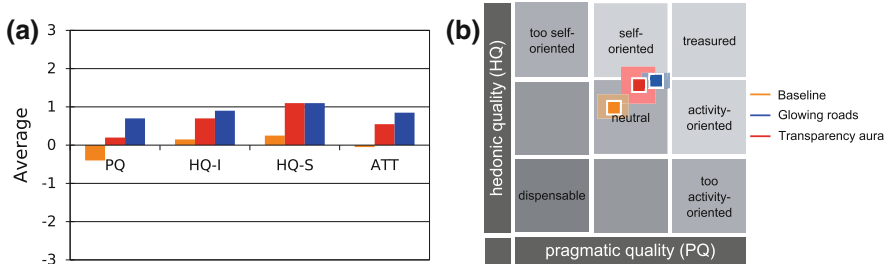 (a)
Average
3
2
1
0
-1
-2
-3
PQ
HQ-I
HQ-S
ATT
(b)
hedonic quality (HQ)
too self-
oriented
self-
oriented
treasured
neutral
activity-
oriented
dispensable
too
activity-
oriented
pragmatic quality (PQ)
Baseline
Glowing roads
Transparency aura